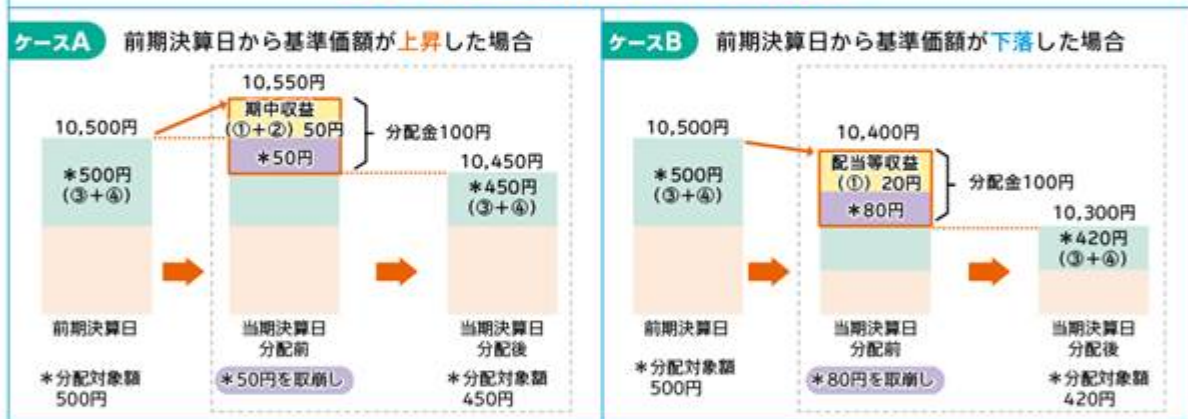 ケースA 前期決算日から基準価額が上昇した場合
10,550円
10,500円
期中収益
(①+②) 50円
分配金100円
*50円
*500円
(③+④)
10,450円
*450円
(③+④)
前期決算日
当期決算日
分配前
当期決算日
分配後
*分配対象額
500円
*50円を取崩し
*分配対象額
450円
ケースB 前期決算日から基準価額が下落した場合
10,500円
10,400円
*500円
(③+④)
配当等収益
(①) 20円
分配金100円
*80円
10,300円
*420円
(③+④)
前期決算日
当期決算日
分配前
当期決算日
分配後
*分配対象額
500円
*80円を取崩し
*分配対象額
420円